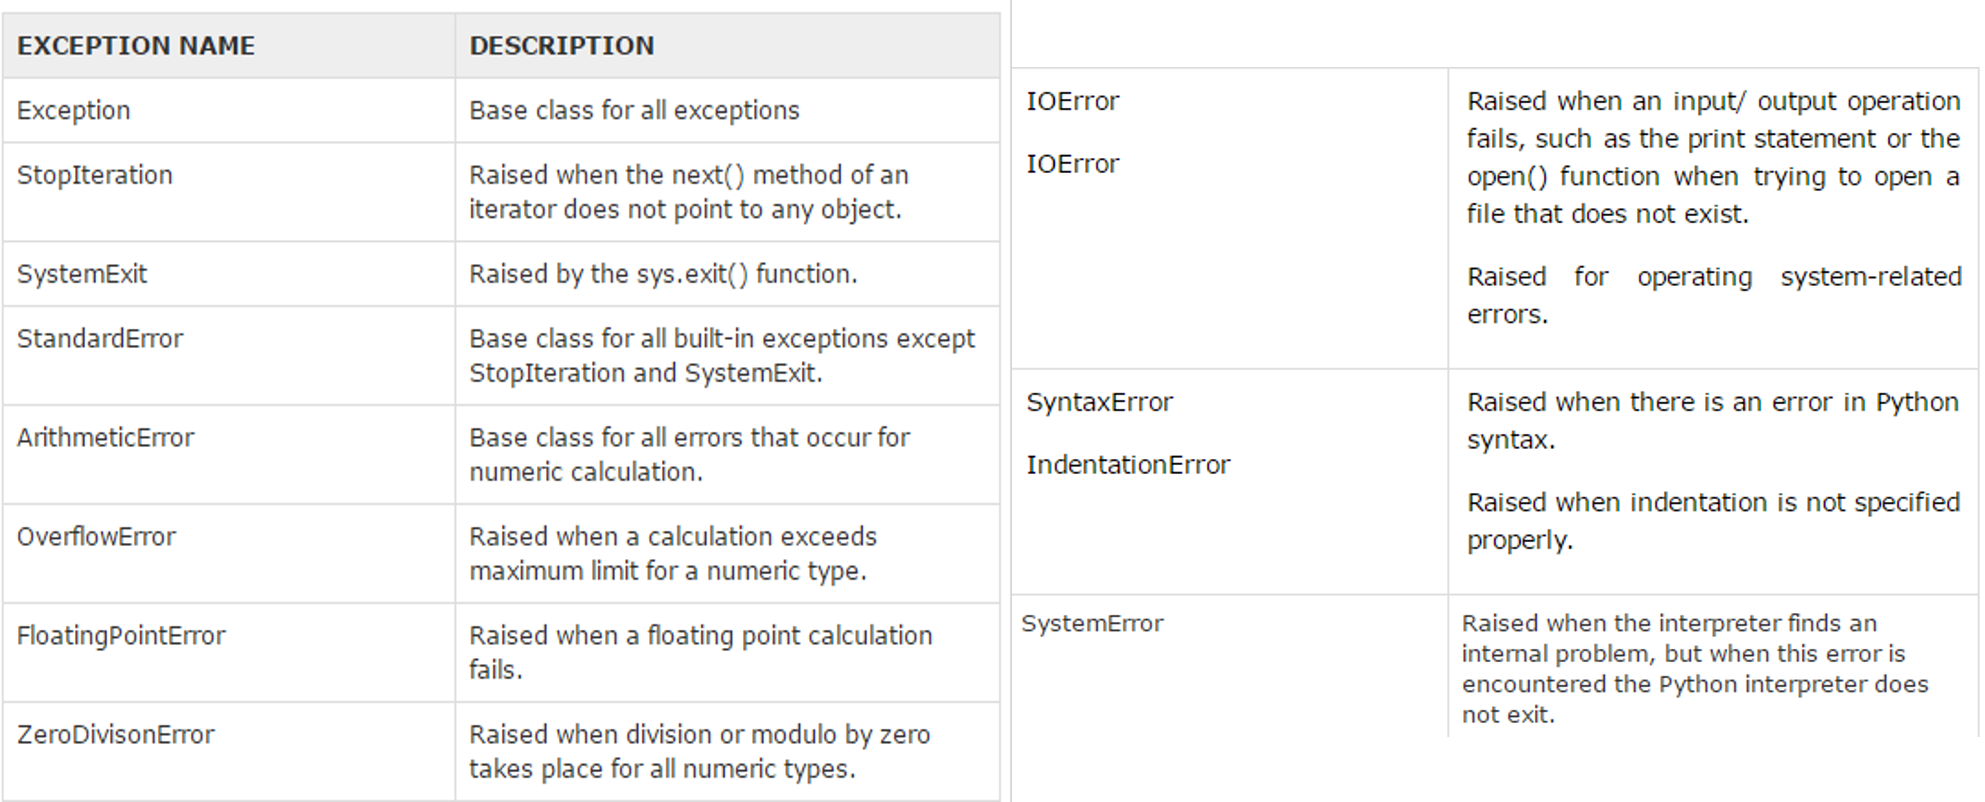 EXCEPTION NAME DESCRIPTION
Exception Base class for all exceptions
StopIteration Raised when the next() method of an
iterator does not point to any object.
SystemExit Raised by the sys.exit() function.
StandardError Base class for all built-in exceptions except
StopIteration and SystemExit.
ArithmeticError Base class for all errors that occur for
numeric calculation.
OverflowError Raised when a calculation exceeds
maximum limit for a numeric type.
FloatingPointError Raised when a floating point calculation
fails.
ZeroDivisonError Raised when division or modulo by zero
takes place for all numeric types.
IOError
IOError
Raised when an input/ output operation
fails, such as the print statement or the
open() function when trying to open a
file that does not exist.
Raised for operating system-related
errors.
SyntaxError
IndentationError
Raised when there is an error in Python
syntax.
Raised when indentation is not specified
properly.
SystemError
Raised when the interpreter finds an
internal problem, but when this error is
encountered the Python interpreter does
not exit.